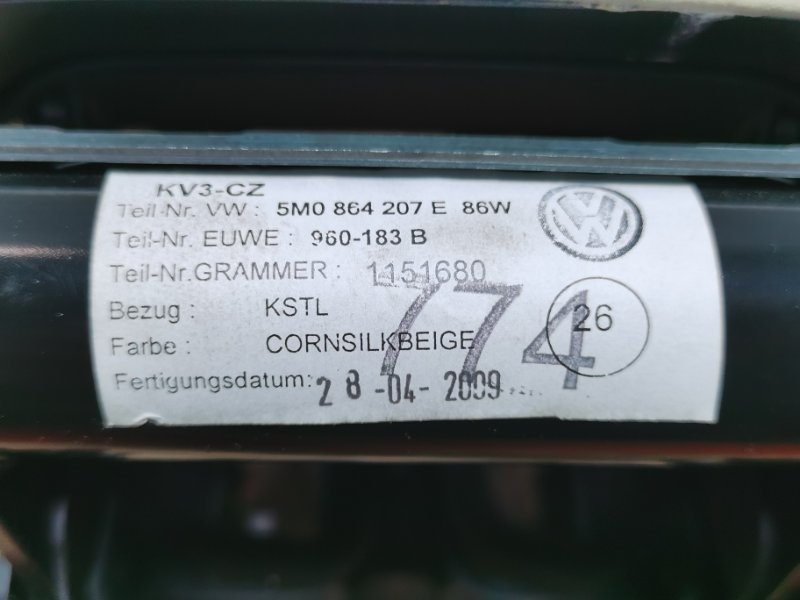 KV3-CZ
Teil-Nr. VW : 5M0 864 207 E 86W
Teil-Nr. EUWE : 960-183 B
Teil-Nr.GRAMMER : 1151680
Bezug : KSTL
Farbe : CORNSILKBEIGE
Fertigungsdatum: 28-04-2009
774
26